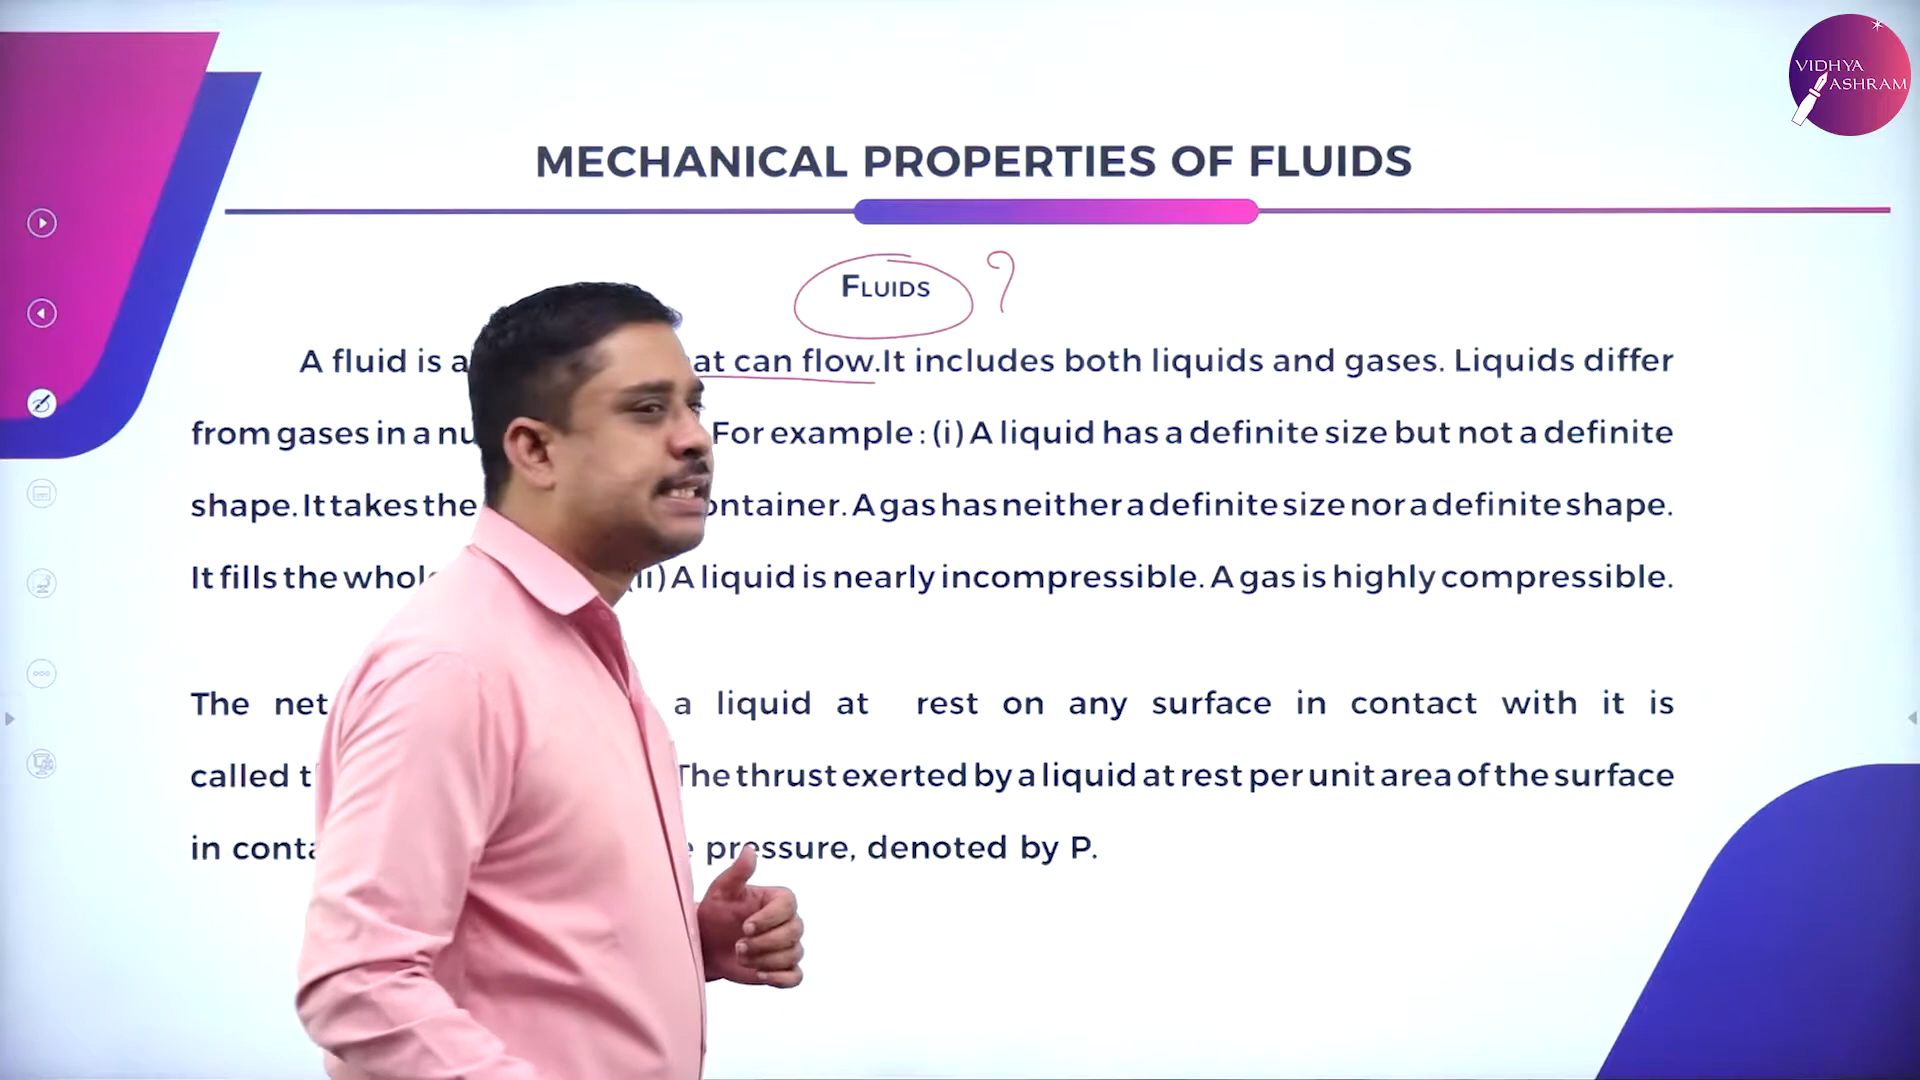 VIDHYA
ASHRAM
MECHANICAL PROPERTIES OF FLUIDS
FLUIDS ?
A fluid is a at can flow.It includes both liquids and gases. Liquids differ
from gases in a nu For example : (i) A liquid has a definite size but not a definite
shape. It takes the ontainer. A gas has neither a definite size nor a definite shape.
It fills the whol (ii) A liquid is nearly incompressible. A gas is highly compressible.
The net a liquid at rest on any surface in contact with it is
called t The thrust exerted by a liquid at rest per unit area of the surface
in conta e pressure, denoted by P.